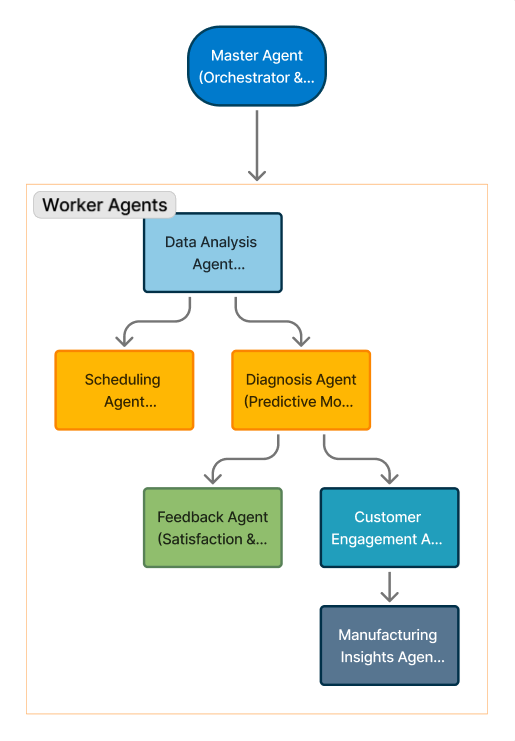 Master Agent
(Orchestrator &...
Worker Agents
Data Analysis
Agent...
Scheduling
Agent...
Diagnosis Agent
(Predictive Mo...
Feedback Agent
(Satisfaction &...
Customer
Engagement A...
Manufacturing
Insights Agen...